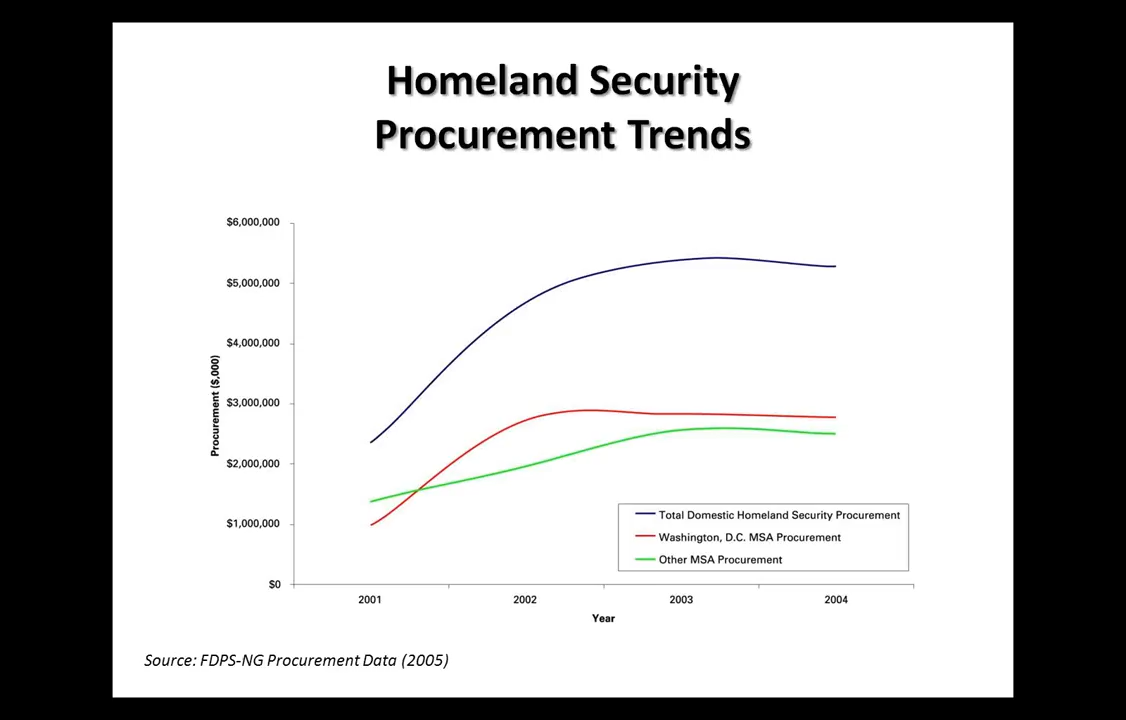 Homeland Security
Procurement Trends
$6,000,000
$5,000,000
$4,000,000
$3,000,000
$2,000,000
$1,000,000
$0
Procurement ($,000)
2001
2002
2003
2004
Year
Total Domestic Homeland Security Procurement
Washington, D.C. MSA Procurement
Other MSA Procurement
Source: FDPS-NG Procurement Data (2005)